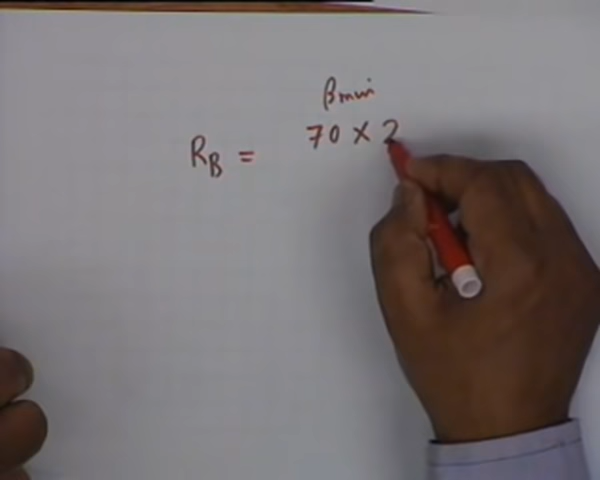 βmin
70 × 2
R_B =